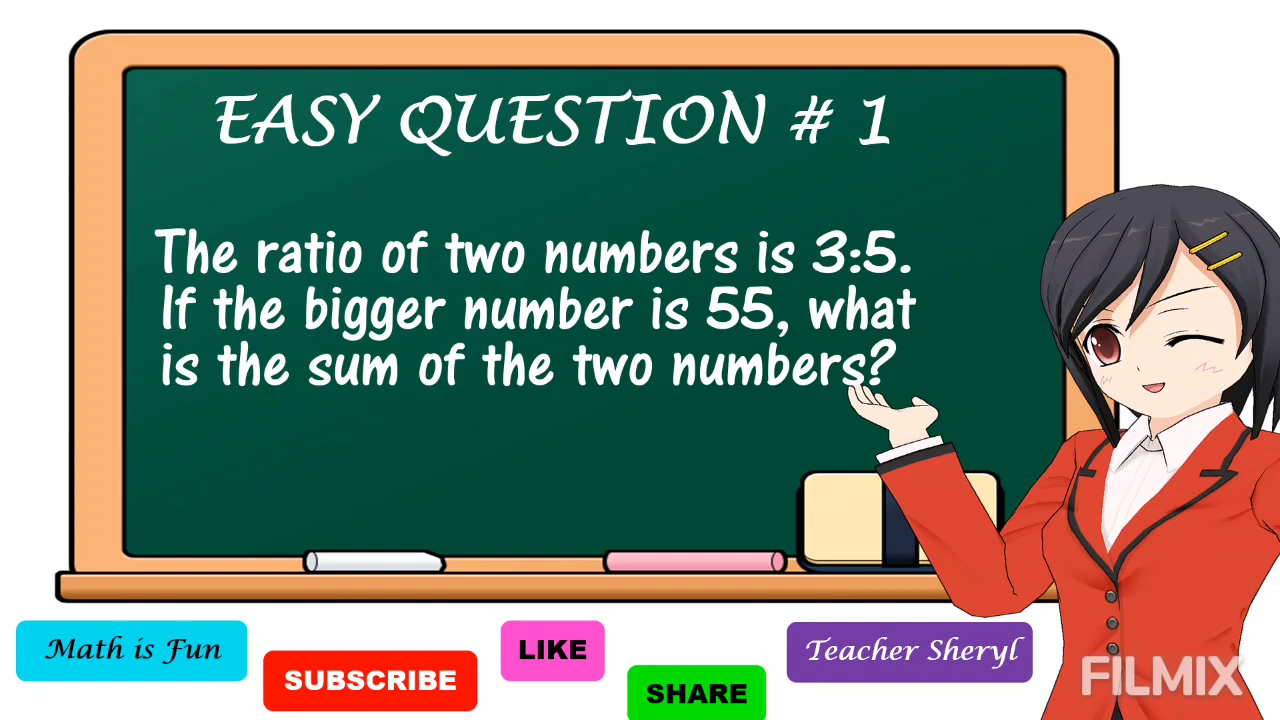 EASY QUESTION # 1
The ratio of two numbers is 3:5.
If the bigger number is 55, what
is the sum of the two numbers?
Math is Fun
SUBSCRIBE
LIKE
SHARE
Teacher Sheryl
FILMIX